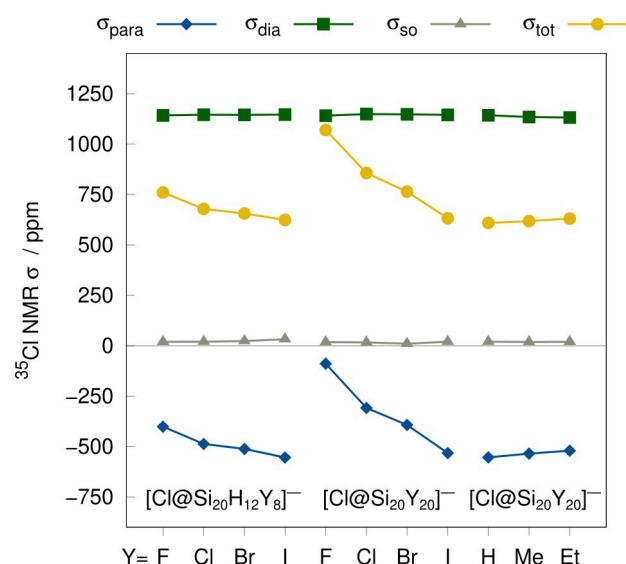 σpara σdia σso σtot
1250
1000
750
500
250
0
−250
−500
−750
³⁵Cl NMR σ / ppm
[Cl@Si₂₀H₁₂Y₈]⁻ [Cl@Si₂₀Y₂₀]⁻ [Cl@Si₂₀Y₂₀]⁻
Y= F Cl Br I F Cl Br I H Me Et